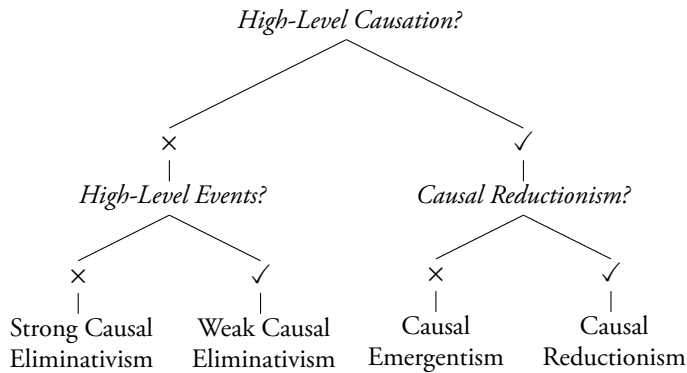 High-Level Causation?
× ✓
High-Level Events? Causal Reductionism?
× ✓ × ✓
Strong Causal Eliminativism
Weak Causal Eliminativism
Causal Emergentism
Causal Reductionism